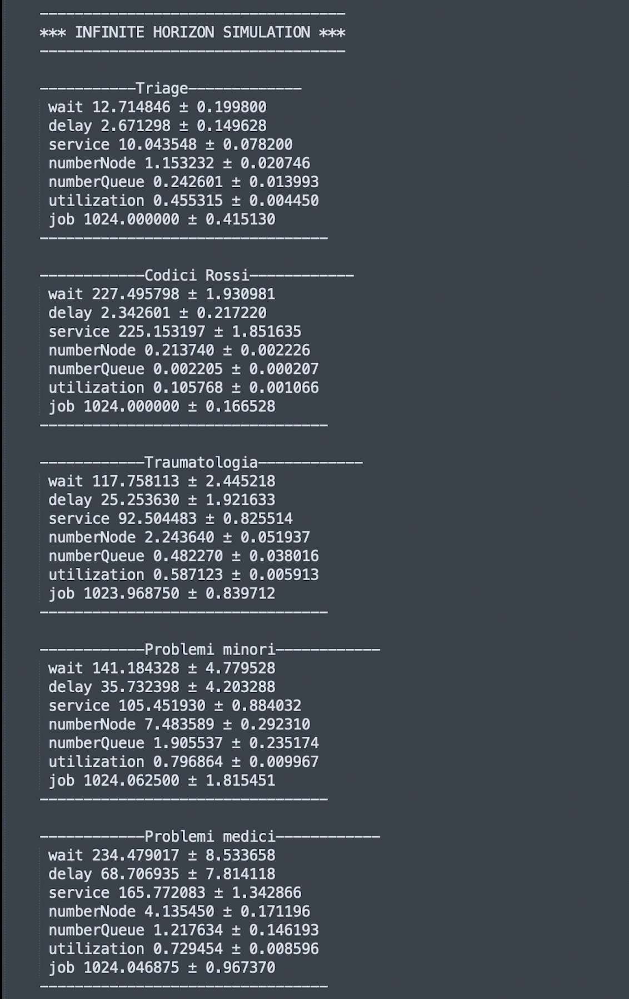 -----------------------------------
*** INFINITE HORIZON SIMULATION ***
-----------------------------------
-----------Triage-------------
wait 12.714846 ± 0.199800
delay 2.671298 ± 0.149628
service 10.043548 ± 0.078200
numberNode 1.153232 ± 0.020746
numberQueue 0.242601 ± 0.013993
utilization 0.455315 ± 0.004450
job 1024.000000 ± 0.415130
---------------------------------
------------Codici Rossi------------
wait 227.495798 ± 1.930981
delay 2.342601 ± 0.217220
service 225.153197 ± 1.851635
numberNode 0.213740 ± 0.002226
numberQueue 0.002205 ± 0.000207
utilization 0.105768 ± 0.001066
job 1024.000000 ± 0.166528
---------------------------------
------------Traumatologia------------
wait 117.758113 ± 2.445218
delay 25.253630 ± 1.921633
service 92.504483 ± 0.825514
numberNode 2.243640 ± 0.051937
numberQueue 0.482270 ± 0.038016
utilization 0.587123 ± 0.005913
job 1023.968750 ± 0.839712
---------------------------------
------------Problemi minori------------
wait 141.184328 ± 4.779528
delay 35.732398 ± 4.203288
service 105.451930 ± 0.884032
numberNode 7.483589 ± 0.292310
numberQueue 1.905537 ± 0.235174
utilization 0.796864 ± 0.009967
job 1024.062500 ± 1.815451
---------------------------------
------------Problemi medici------------
wait 234.479017 ± 8.533658
delay 68.706935 ± 7.814118
service 165.772083 ± 1.342866
numberNode 4.135450 ± 0.171196
numberQueue 1.217634 ± 0.146193
utilization 0.729454 ± 0.008596
job 1024.046875 ± 0.967370
---------------------------------